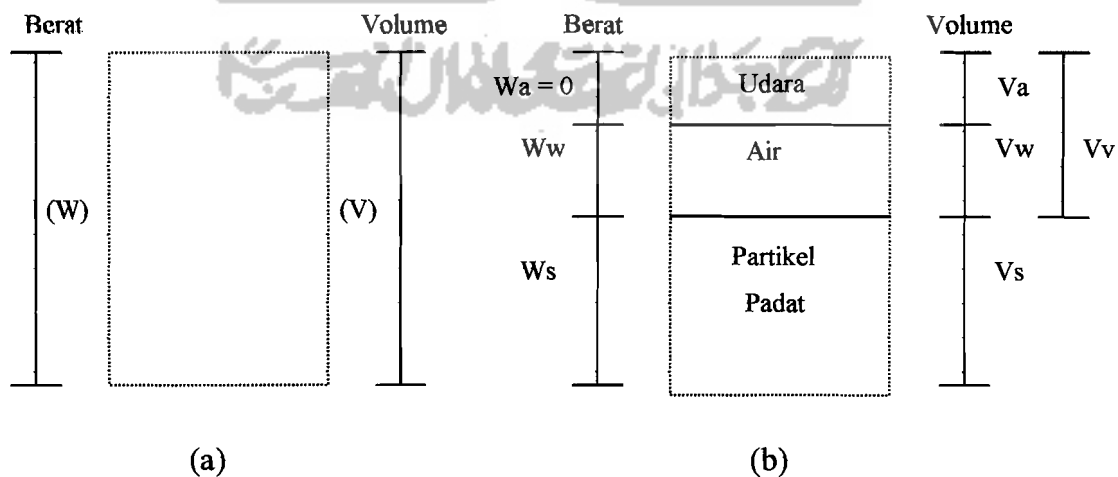 Berat Volume Berat Volume
Wa = 0 Udara Va
Ww Air Vw Vv
(W) (V)
Ws Partikel Vs
Padat
(a) (b)